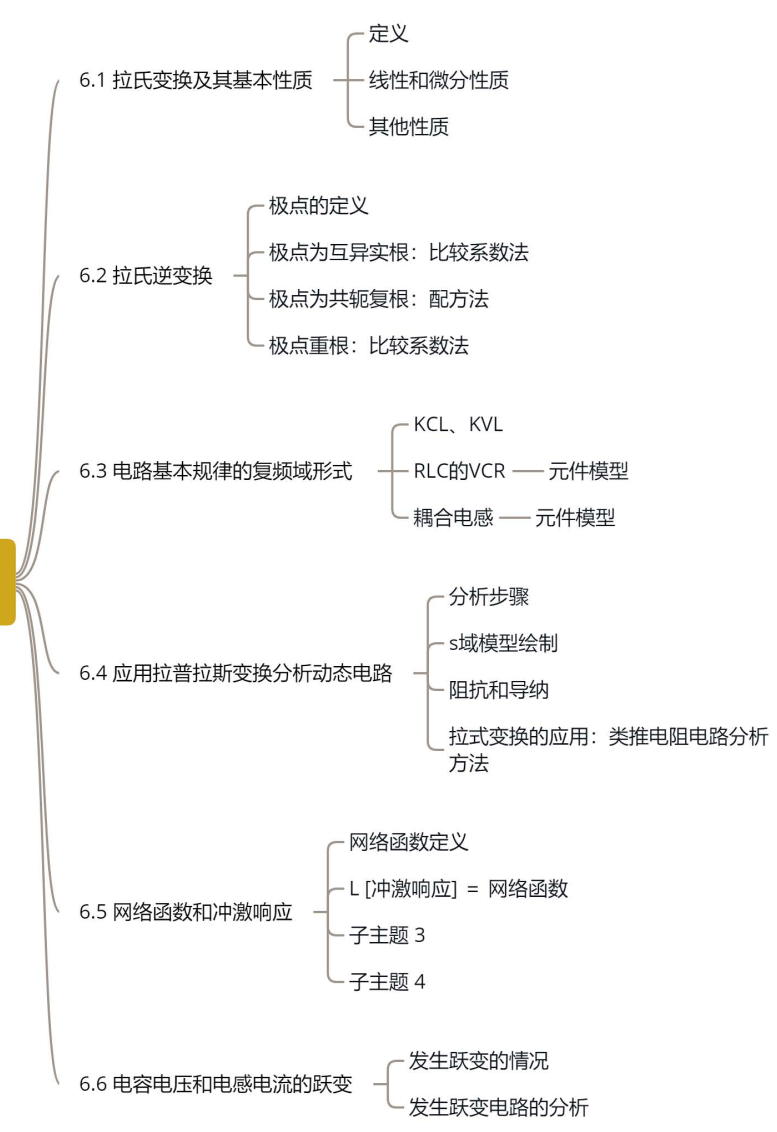 6.1 拉氏变换及其基本性质
定义
线性和微分性质
其他性质
6.2 拉氏逆变换
极点的定义
极点为互异实根：比较系数法
极点为共轭复根：配方法
极点重根：比较系数法
6.3 电路基本规律的复频域形式
KCL、KVL
RLC的VCR
元件模型
耦合电感
元件模型
6.4 应用拉普拉斯变换分析动态电路
分析步骤
s域模型绘制
阻抗和导纳
拉式变换的应用：类推电阻电路分析
方法
6.5 网络函数和冲激响应
网络函数定义
L [冲激响应] = 网络函数
子主题 3
子主题 4
6.6 电容电压和电感电流的跃变
发生跃变的情况
发生跃变电路的分析